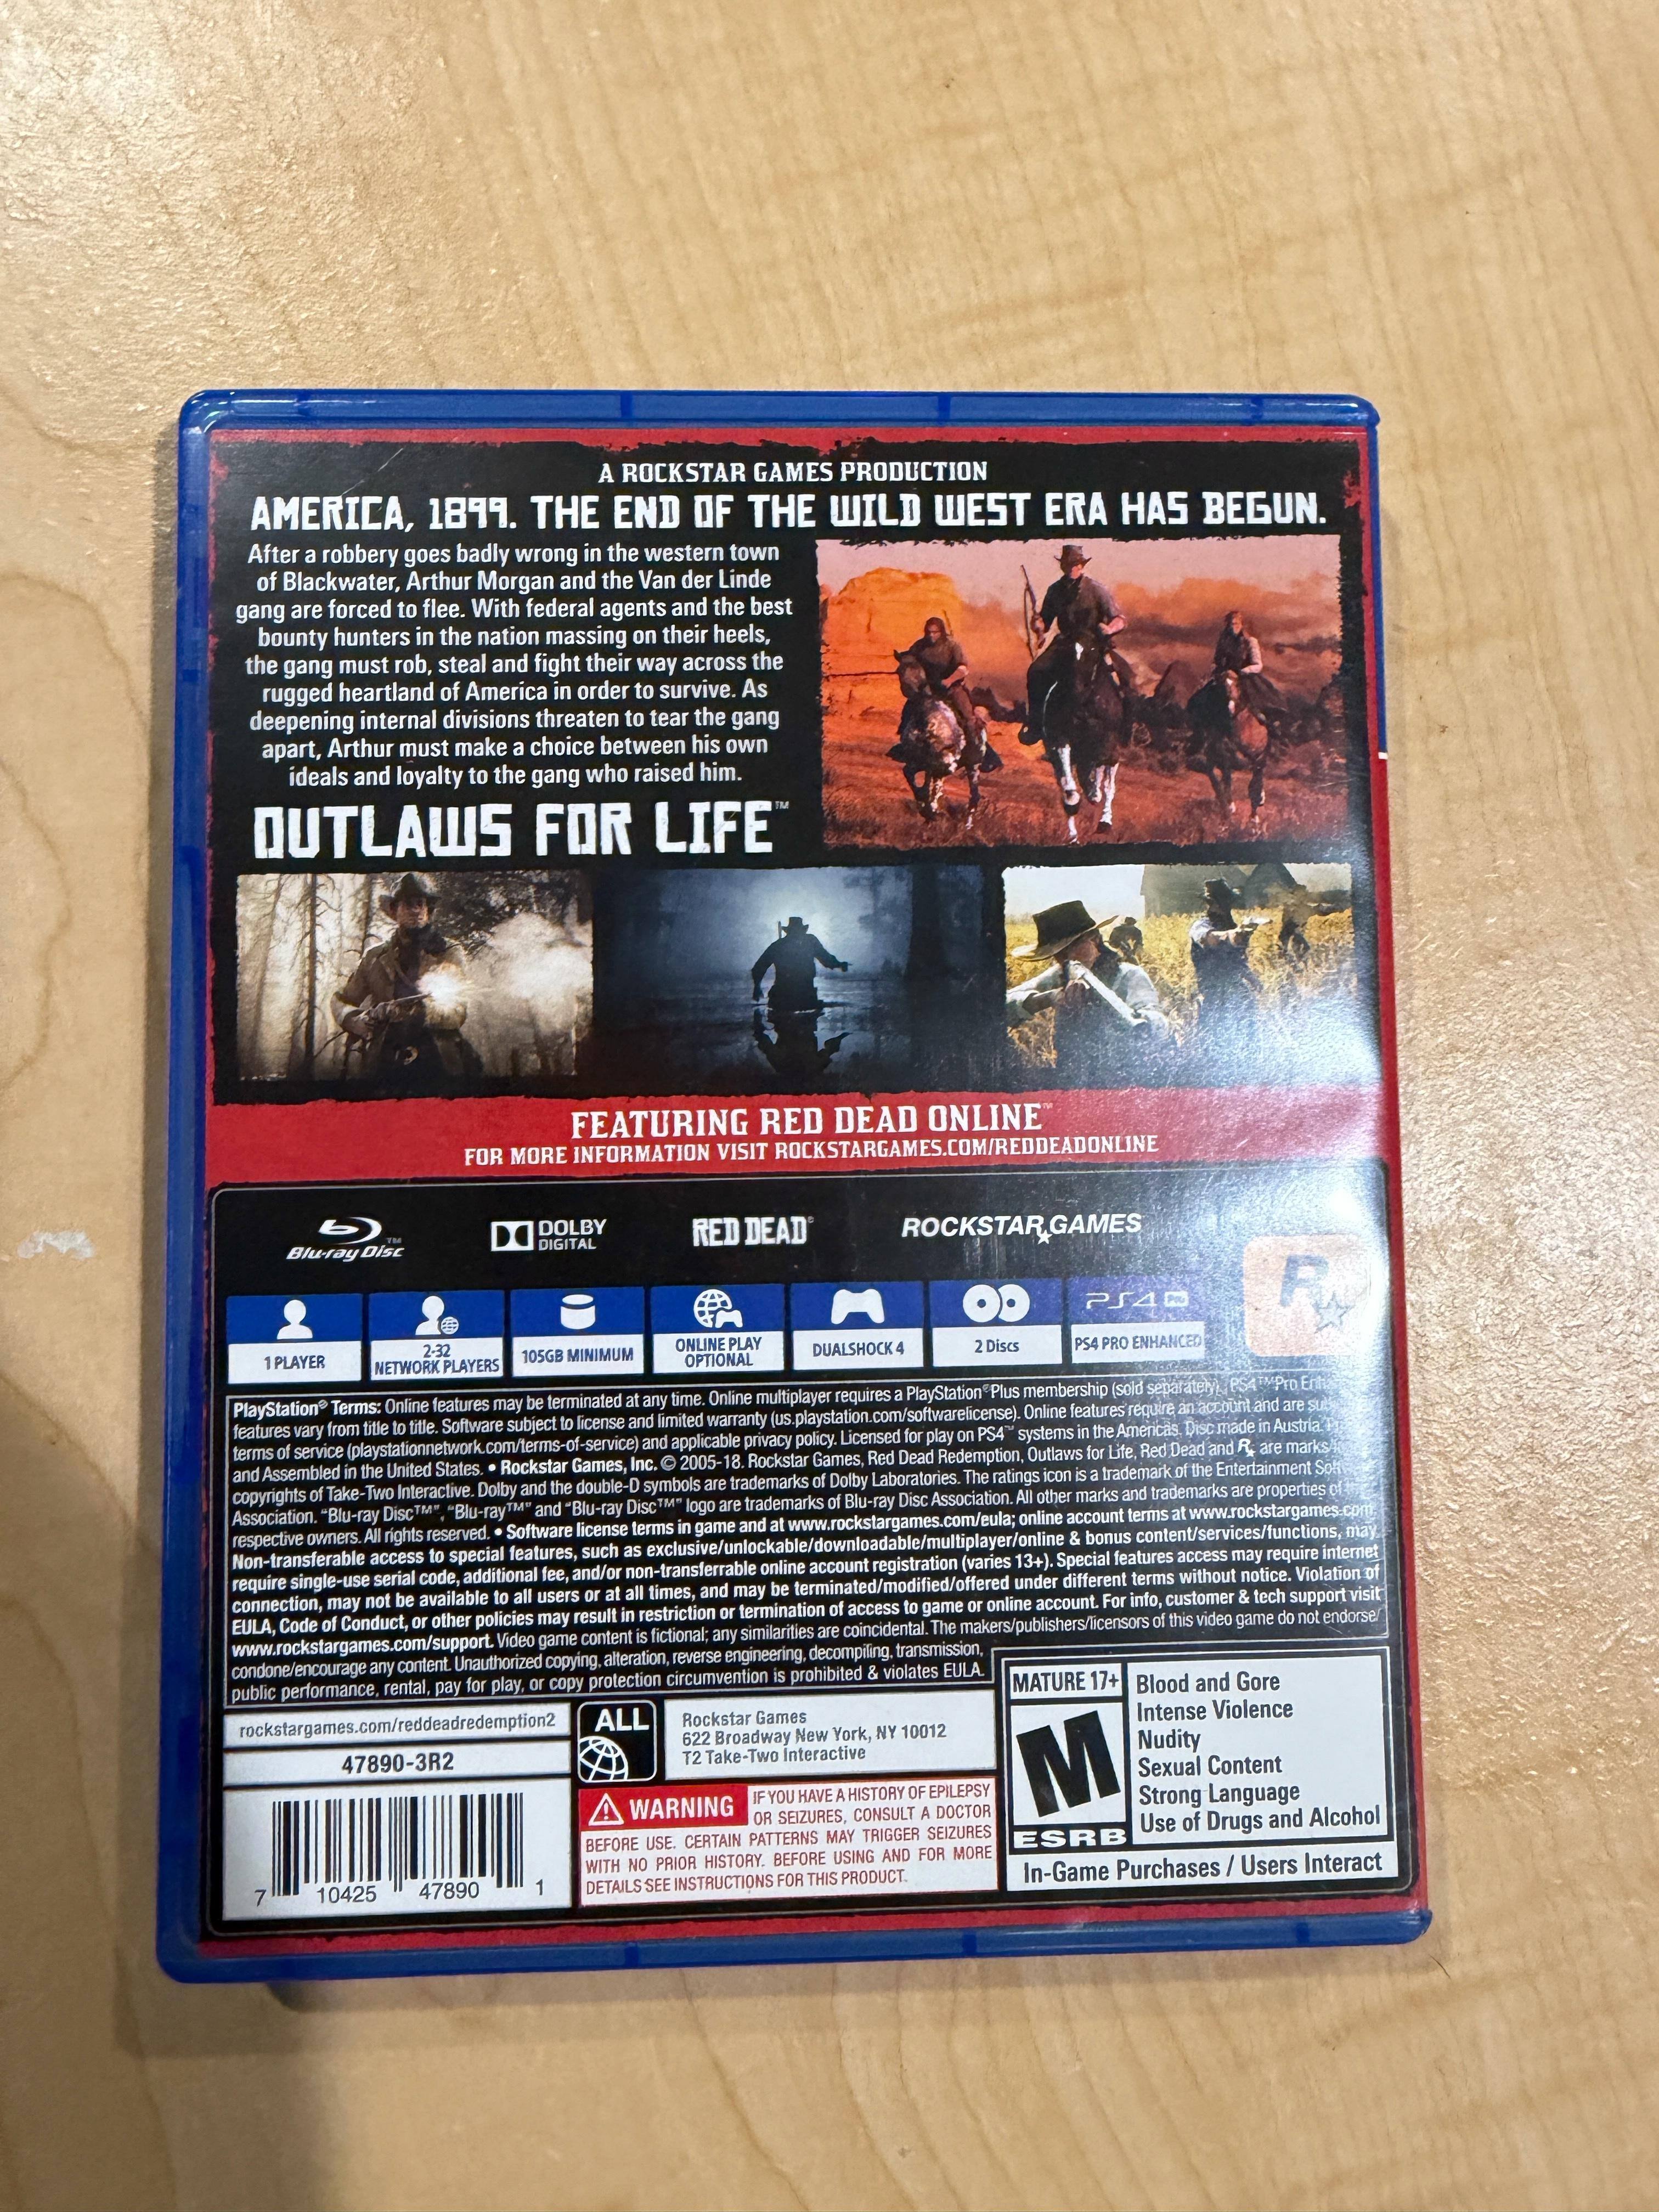 A ROCKSTAR GAMES PRODUCTION
AMERICA, 1899. THE END OF THE WILD WEST ERA HAS BEGUN.
After a robbery goes badly wrong in the western town
of Blackwater, Arthur Morgan and the Van der Linde
gang are forced to flee. With federal agents and the best
bounty hunters in the nation massing on their heels,
the gang must rob, steal and fight their way across the
rugged heartland of America in order to survive. As
deepening internal divisions threaten to tear the gang
apart, Arthur must make a choice between his own
ideals and loyalty to the gang who raised him.
OUTLAWS FOR LIFE™
FEATURING RED DEAD ONLINE™
FOR MORE INFORMATION VISIT ROCKSTARGAMES.COM/REDDEADONLINE
Blu-ray Disc™
DOLBY
DIGITAL
RED DEAD®
ROCKSTAR GAMES
R
1 PLAYER
2-32
NETWORK PLAYERS
105GB MINIMUM
ONLINE PLAY
OPTIONAL
DUALSHOCK 4
2 Discs
PS4 PRO
PS4 PRO ENHANCED
PlayStation® Terms: Online features may be terminated at any time. Online multiplayer requires a PlayStation®Plus membership (sold separately). PS4™Pro
features vary from title to title. Software subject to license and limited warranty (us.playstation.com/softwarelicense). Online features require an account and are
terms of service (playstationnetwork.com/terms-of-service) and applicable privacy policy. Licensed for play on PS4™ systems in the Americas. Disc made in Austria.
and Assembled in the United States. • Rockstar Games, Inc. © 2005-18. Rockstar Games, Red Dead Redemption, Outlaws for Life, Red Dead and R are marks
copyrights of Take-Two Interactive. Dolby and the double-D symbols are trademarks of Dolby Laboratories. The ratings icon is a trademark of the Entertainment
Association. "Blu-ray Disc™", "Blu-ray™" and "Blu-ray Disc™" logo are trademarks of Blu-ray Disc Association. All other marks and trademarks are properties of
respective owners. All rights reserved. • Software license terms in game and at www.rockstargames.com/eula; online account terms at www.rockstargames.com.
Non-transferable access to special features, such as exclusive/unlockable/downloadable/multiplayer/online & bonus content/services/functions, may
require single-use serial code, additional fee, and/or non-transferrable online account registration (varies 13+). Special features access may require internet
connection, may not be available to all users or at all times, and may be terminated/modified/offered under different terms without notice. Violation of
EULA, Code of Conduct, or other policies may result in restriction or termination of access to game or online account. For info, customer & tech support visit
www.rockstargames.com/support. Video game content is fictional; any similarities are coincidental. The makers/publishers/licensors of this video game do not endorse/
condone/encourage any content. Unauthorized copying, alteration, reverse engineering, decompiling, transmission,
public performance, rental, pay for play, or copy protection circumvention is prohibited & violates EULA.
rockstargames.com/reddeadredemption2
47890-3R2
7 10425 47890 1
ALL
Rockstar Games
622 Broadway New York, NY 10012
T2 Take-Two Interactive
WARNING IF YOU HAVE A HISTORY OF EPILEPSY
OR SEIZURES, CONSULT A DOCTOR
BEFORE USE. CERTAIN PATTERNS MAY TRIGGER SEIZURES
WITH NO PRIOR HISTORY. BEFORE USING AND FOR MORE
DETAILS SEE INSTRUCTIONS FOR THIS PRODUCT.
MATURE 17+
M
ESRB
Blood and Gore
Intense Violence
Nudity
Sexual Content
Strong Language
Use of Drugs and Alcohol
In-Game Purchases / Users Interact